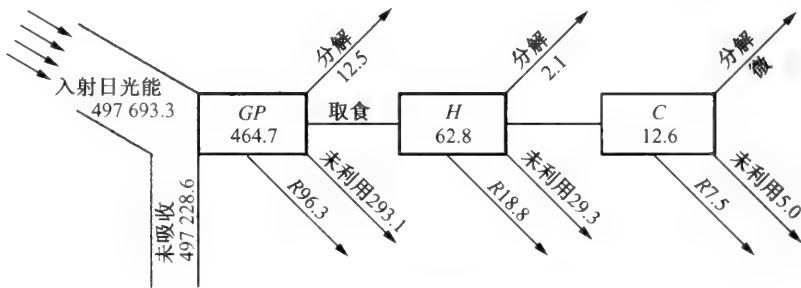 入射日光能
497 693.3
未吸收
497 228.6
GP
464.7
分解
12.5
取食
R96.3
未利用293.1
H
62.8
分解
2.1
R18.8
未利用29.3
C
12.6
分解
微
R7.5
未利用5.0